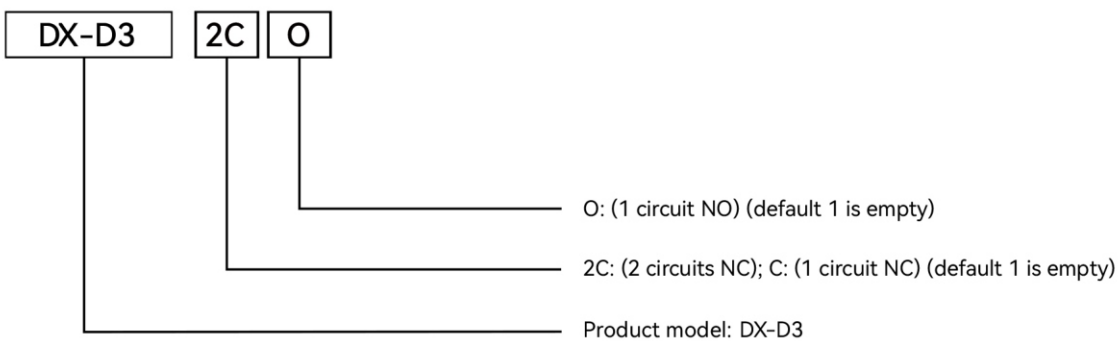 DX-D3 2C O
O: (1 circuit NO) (default 1 is empty)
2C: (2 circuits NC); C: (1 circuit NC) (default 1 is empty)
Product model: DX-D3